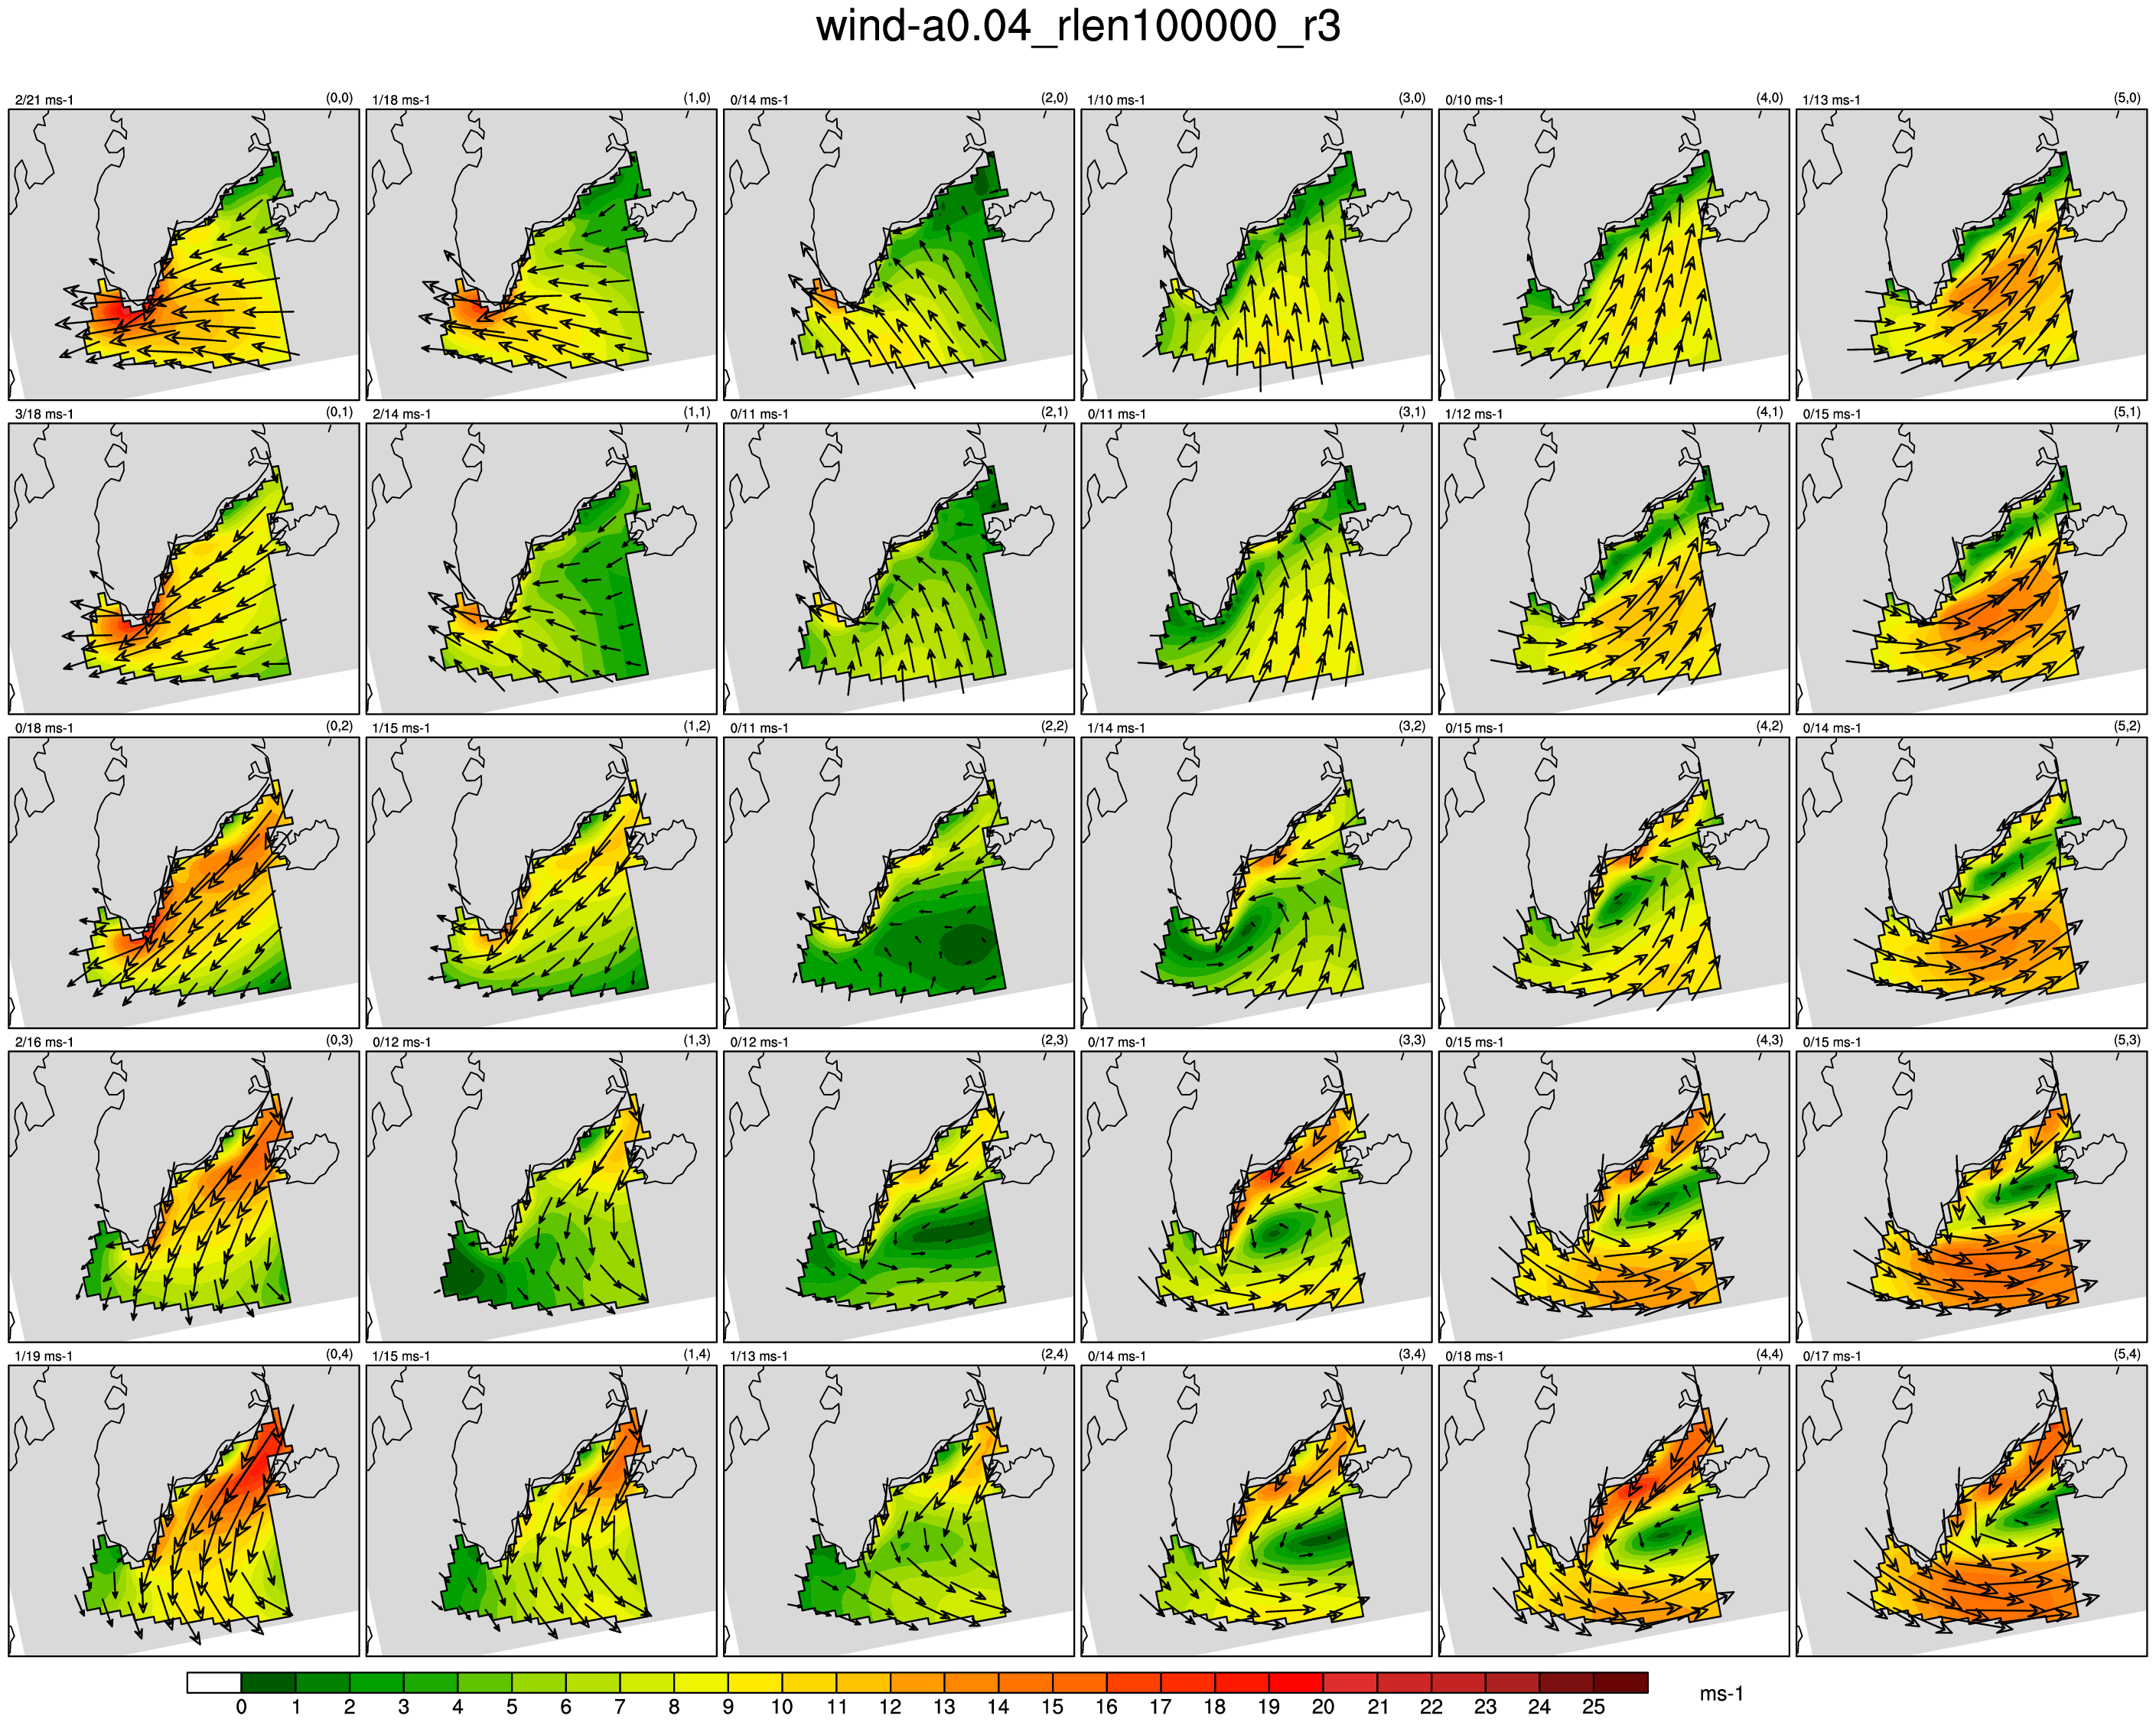 wind-a0.04_rlen100000_r3
2/21 ms-1 (0,0) 1/18 ms-1 (1,0) 0/14 ms-1 (2,0) 1/10 ms-1 (3,0) 0/10 ms-1 (4,0) 1/13 ms-1 (5,0)
3/18 ms-1 (0,1) 2/14 ms-1 (1,1) 0/11 ms-1 (2,1) 0/11 ms-1 (3,1) 1/12 ms-1 (4,1) 0/15 ms-1 (5,1)
0/18 ms-1 (0,2) 1/15 ms-1 (1,2) 0/11 ms-1 (2,2) 1/14 ms-1 (3,2) 0/15 ms-1 (4,2) 0/14 ms-1 (5,2)
2/16 ms-1 (0,3) 0/12 ms-1 (1,3) 0/12 ms-1 (2,3) 0/17 ms-1 (3,3) 0/15 ms-1 (4,3) 0/15 ms-1 (5,3)
1/19 ms-1 (0,4) 1/15 ms-1 (1,4) 1/13 ms-1 (2,4) 0/14 ms-1 (3,4) 0/18 ms-1 (4,4) 0/17 ms-1 (5,4)
0 1 2 3 4 5 6 7 8 9 10 11 12 13 14 15 16 17 18 19 20 21 22 23 24 25 ms-1